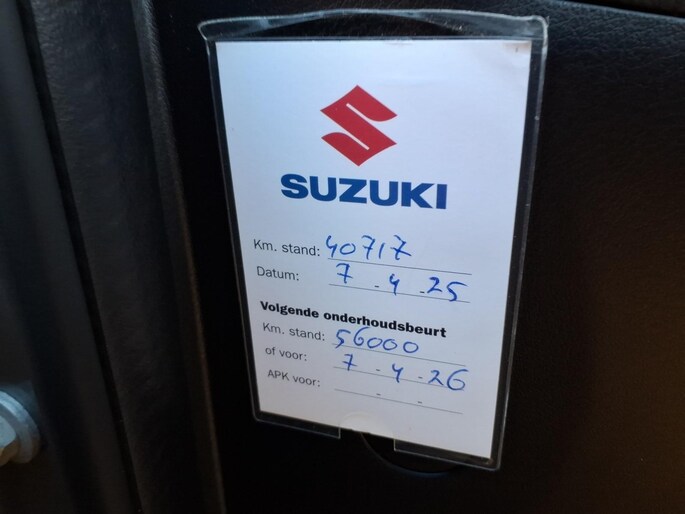 SUZUKI
Km. stand: 40717
Datum: 7 - 4 - 25
Volgende onderhoudsbeurt
Km. stand: 56000
of voor: 7 - 4 - 26
APK voor: - -